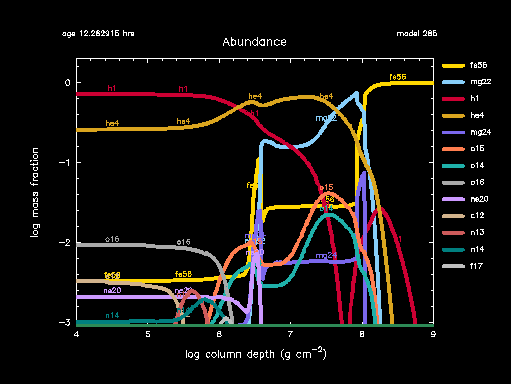 age 12.262915 hrs
model 286
Abundance
fe56
mg22
h1
he4
mg24
o15
o14
o16
ne20
c12
n13
n14
f17
0
−1
−2
−3
log mass fraction
h1
h1
h1
he4
he4
he4
he4
mg22
fe56
o15
o16
o16
fe56
fe56
mg24
ne20
n14
4
5
6
7
8
9
log column depth (g cm⁻²)